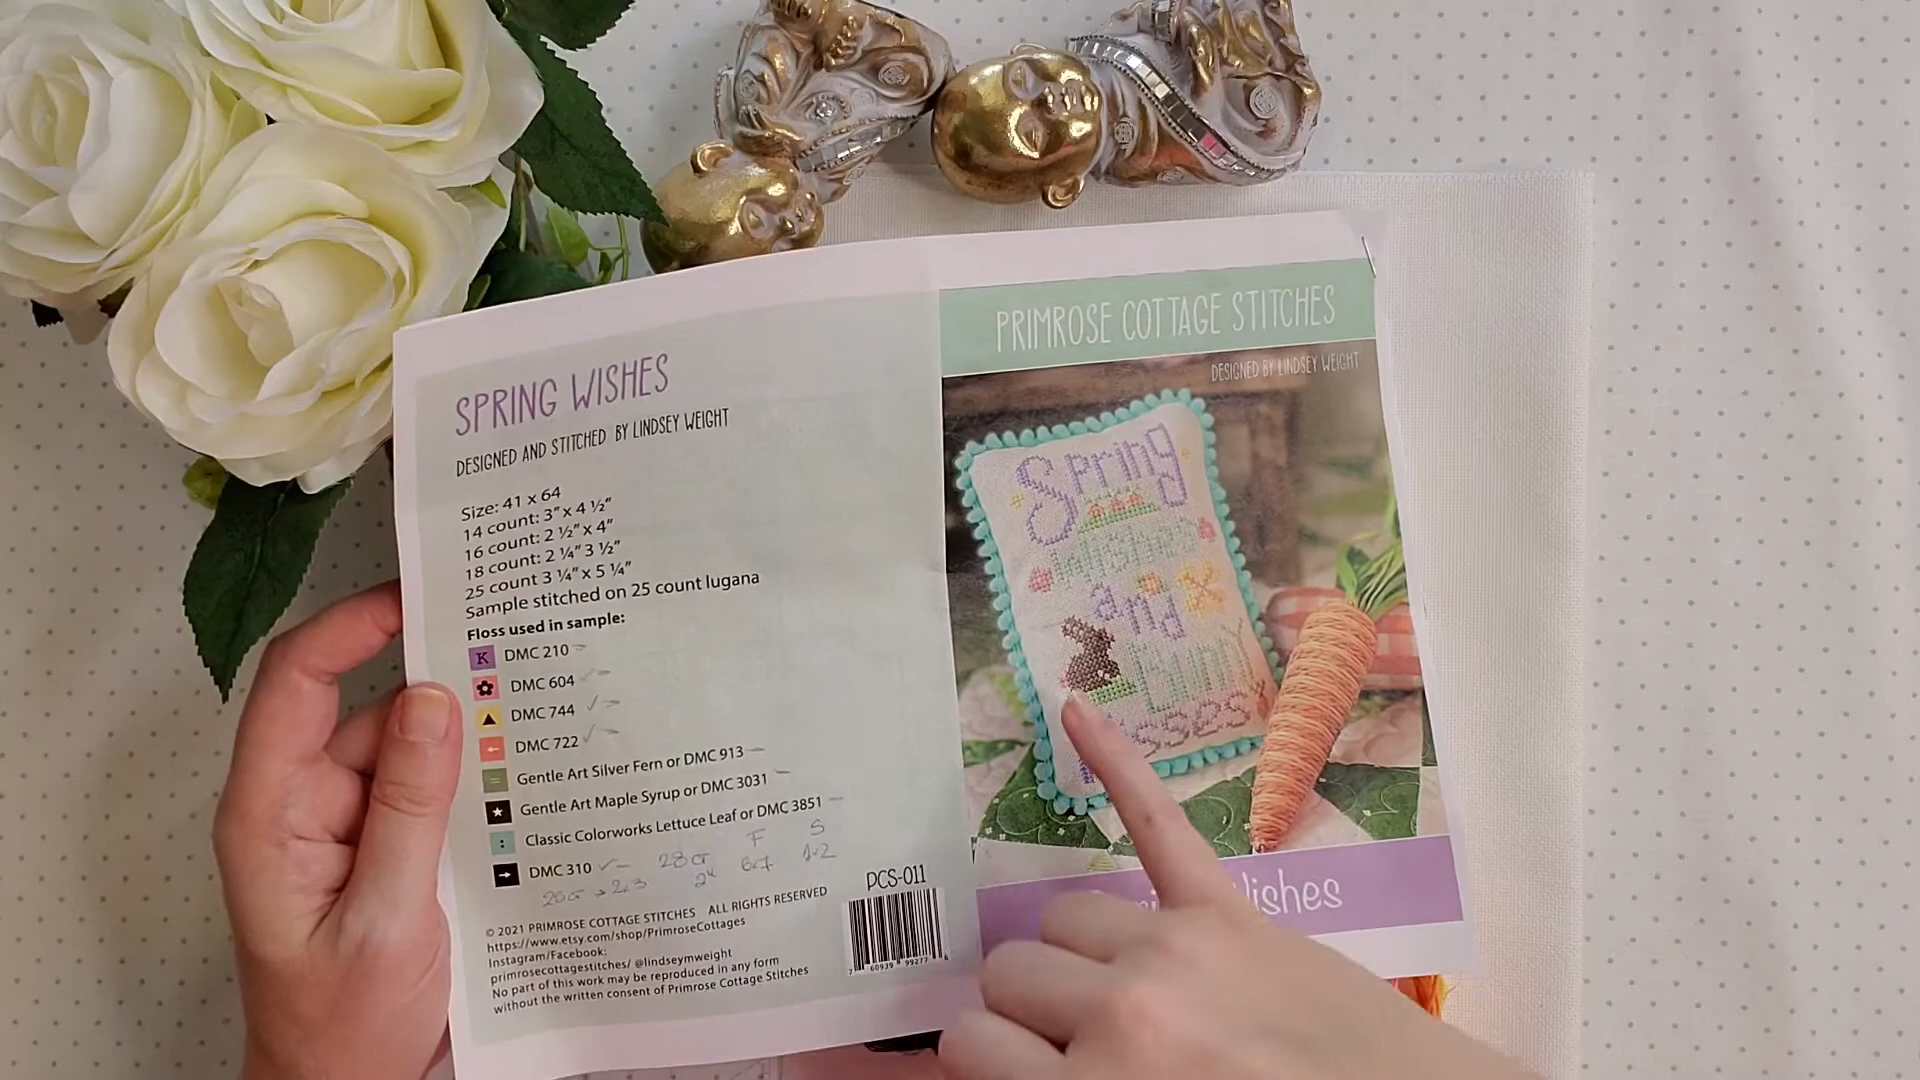 SPRING WISHES
DESIGNED AND STITCHED BY LINDSEY WEIGHT
Size: 41 x 64
14 count: 3" x 4 ½"
16 count: 2 ½" x 4"
18 count: 2 ¼" 3 ½"
25 count 3 ¼" x 5 ¼"
Sample stitched on 25 count lugana
Floss used in sample:
K DMC 210
DMC 604
DMC 744
DMC 722
= Gentle Art Silver Fern or DMC 913
Gentle Art Maple Syrup or DMC 3031
: Classic Colorworks Lettuce Leaf or DMC 3851
DMC 310
28 ct
F
S
2"
6x7
1x2
PCS-011
© 2021 PRIMROSE COTTAGE STITCHES ALL RIGHTS RESERVED
https://www.etsy.com/shop/PrimroseCottages
Instagram/Facebook:
primrosecottagestitches/ @lindseymweight
No part of this work may be reproduced in any form
without the written consent of Primrose Cottage Stitches
7 60939 99277 6
PRIMROSE COTTAGE STITCHES
DESIGNED BY LINDSEY WEIGHT
Spring
wishes
and
Bunny